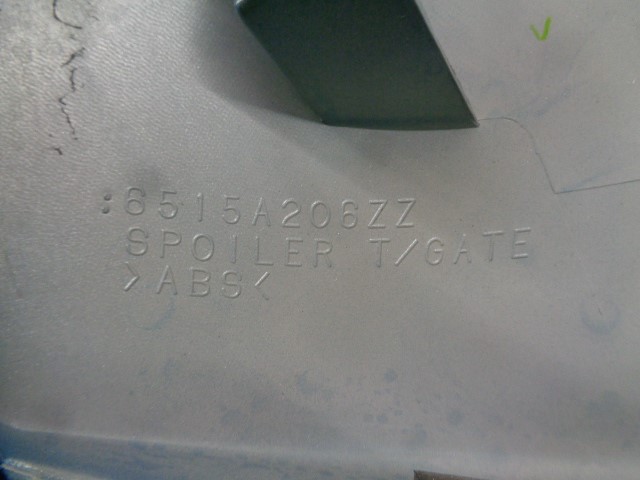 :6515A206ZZ
SPOILER T/GATE
>ABS<